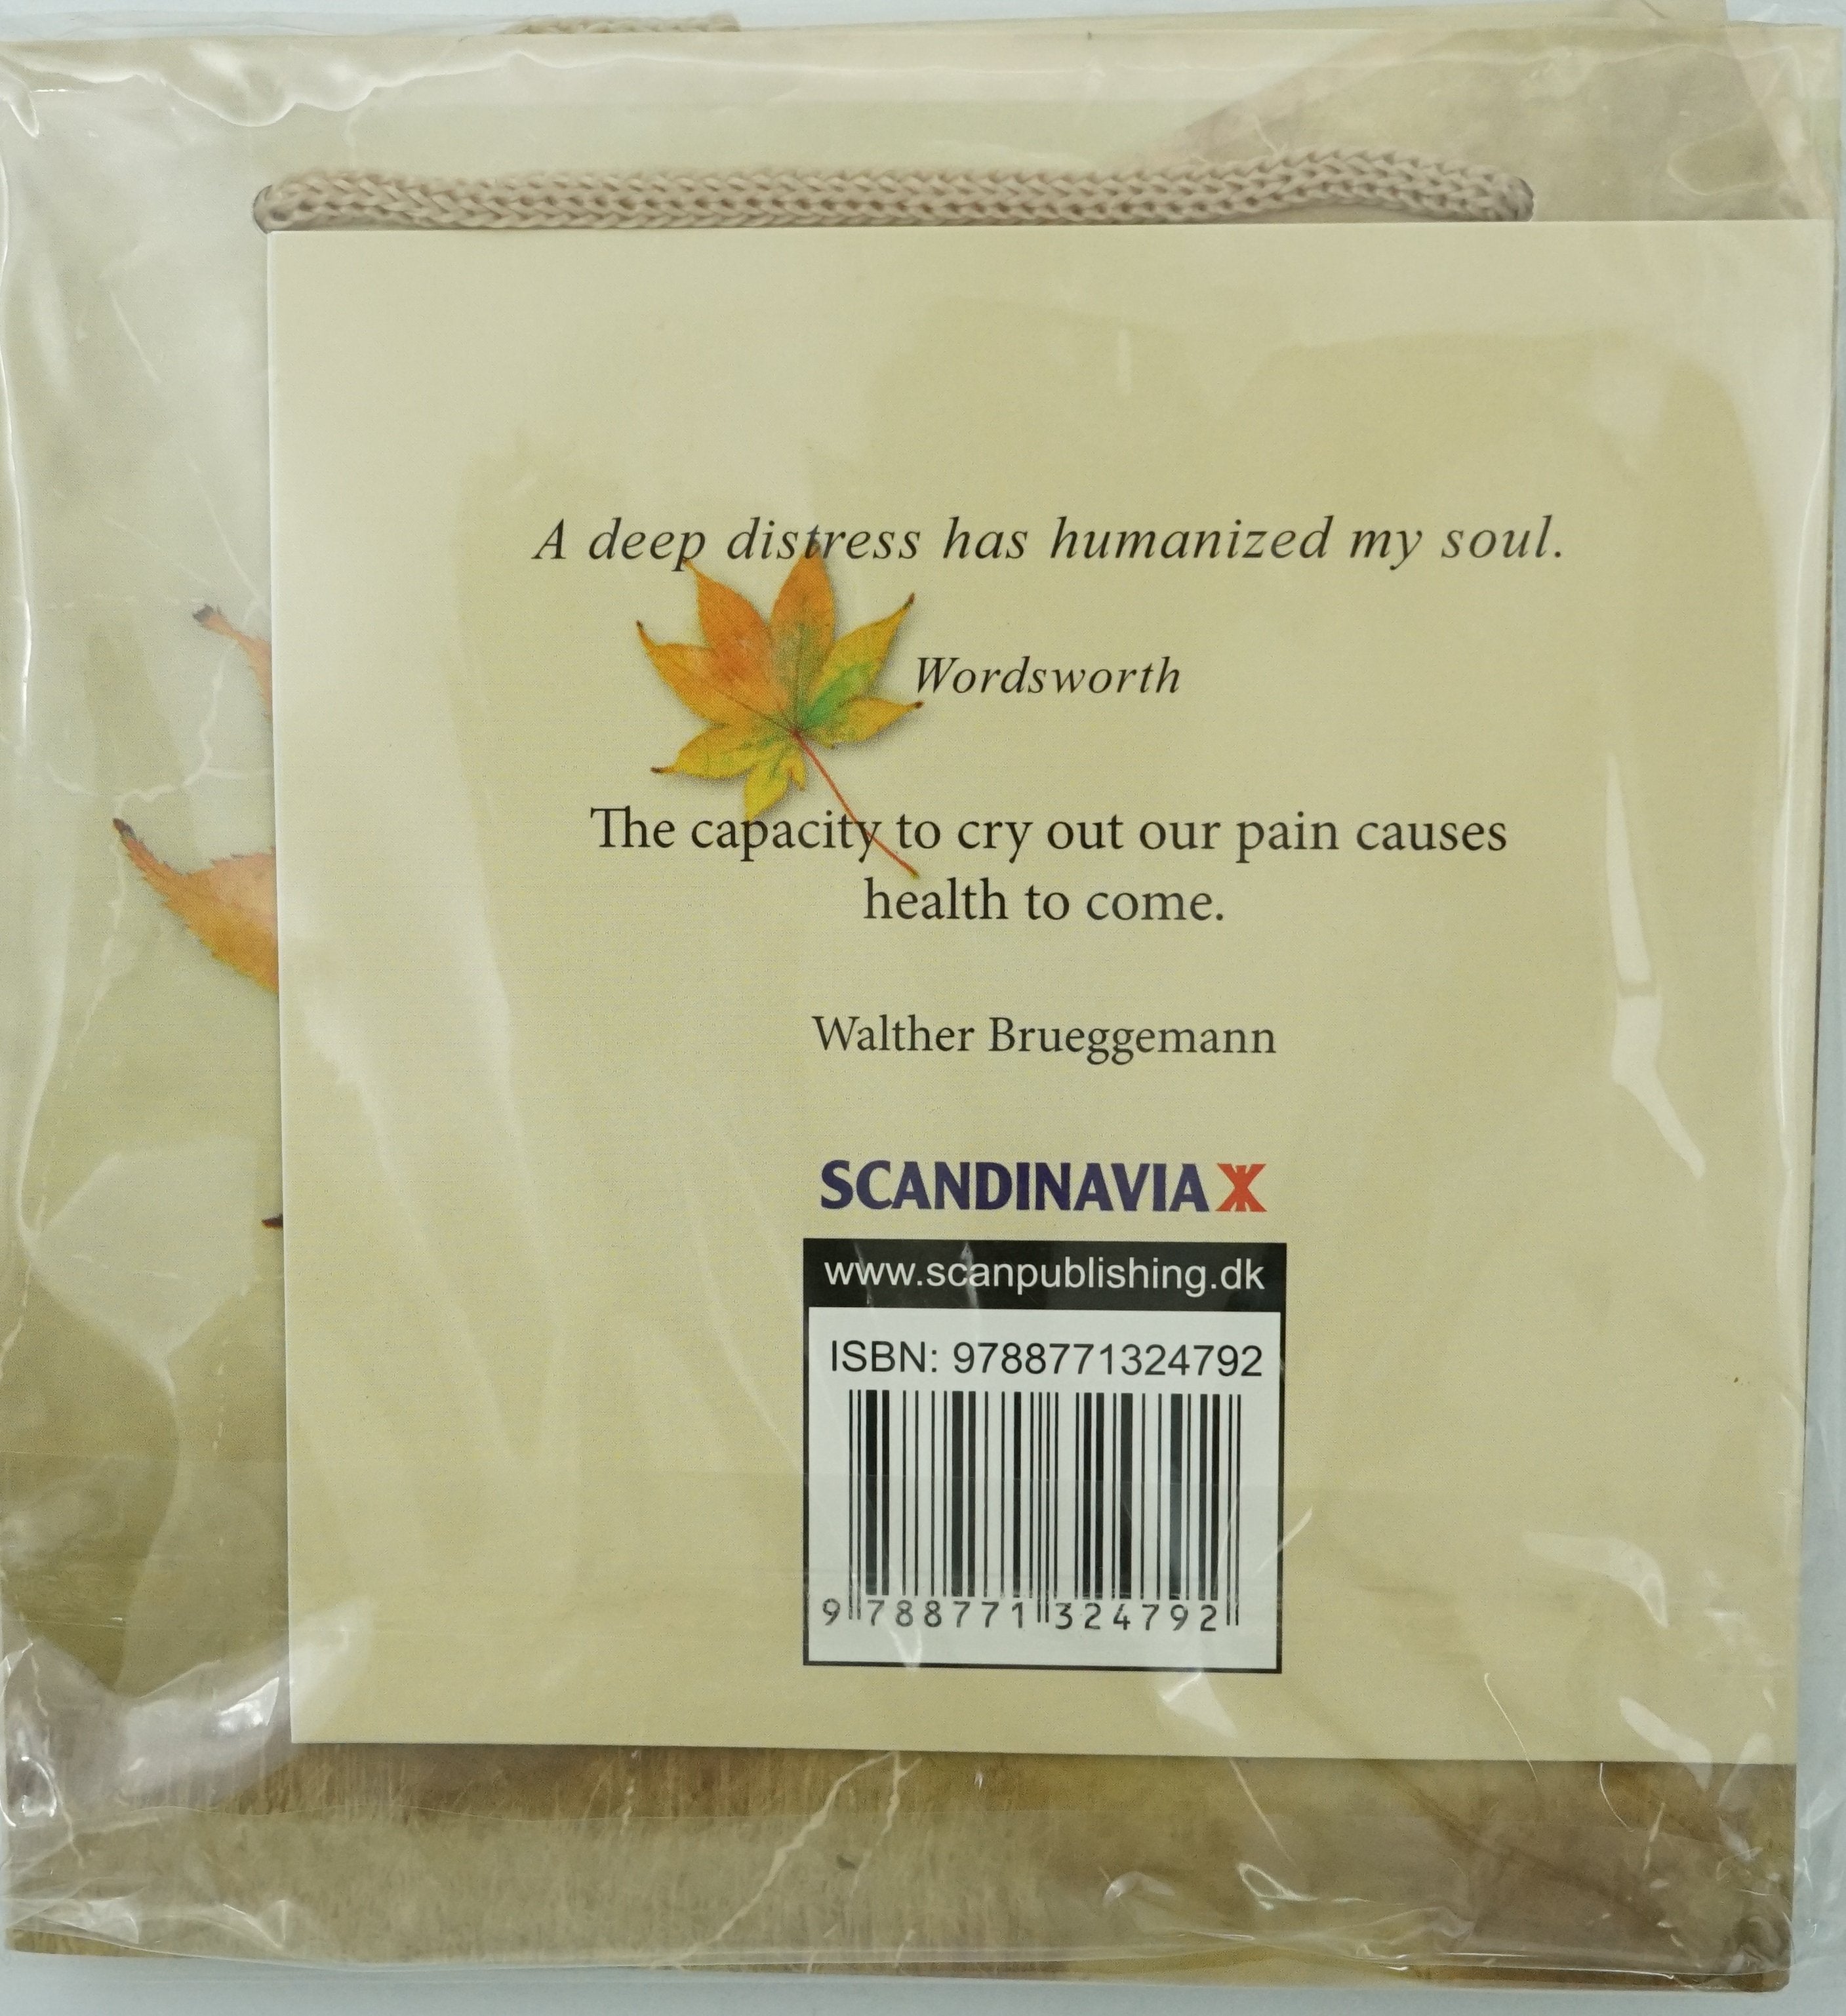 A deep distress has humanized my soul.
Wordsworth
The capacity to cry out our pain causes
health to come.
Walther Brueggemann
SCANDINAVIA
www.scanpublishing.dk
ISBN: 9788771324792
9 788771 324792